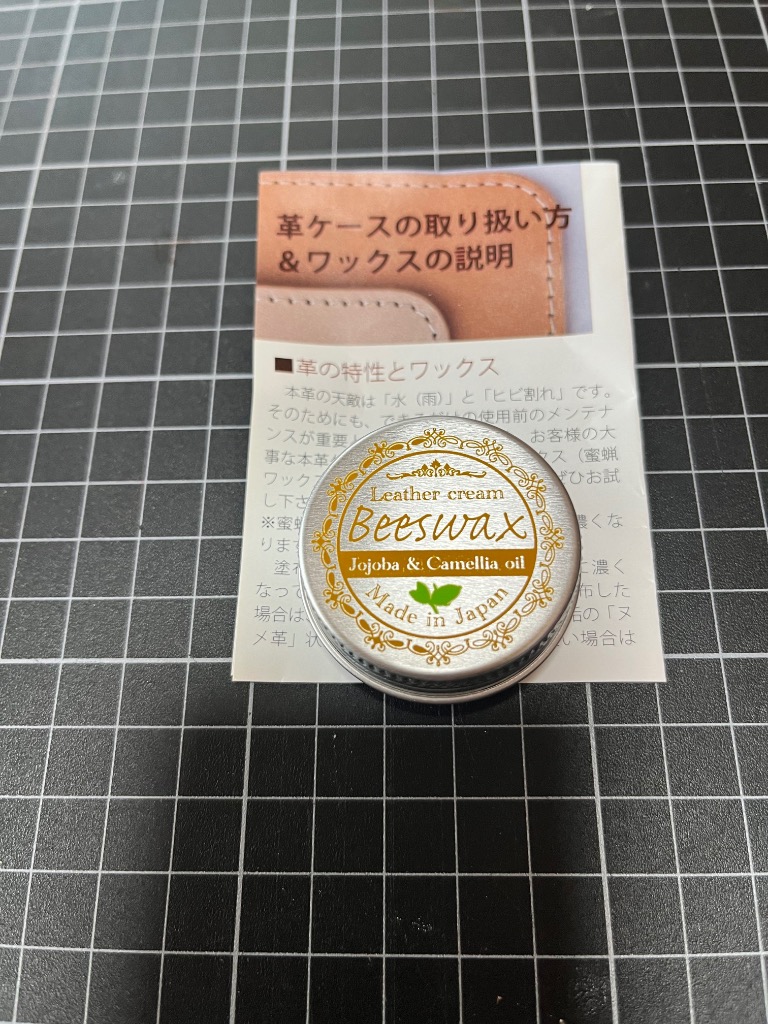 革ケースの取り扱い方
&ワックスの説明
■革の特性とワックス
本革の天敵は「水（雨）」と「ヒビ割れ」です。
そのためにも、できるだけの使用前のメンテナ
ンスが重要 お客様の大
事な本革 クス（蜜蝋
ワックス ぜひお試
し下さ
※蜜蝋 濃くな
ります
塗 に濃く
なって 布した
場合は 「ヌ
メ革」状 い場合は
Leather cream
Beeswax
Jojoba & Camellia oil
Made in Japan